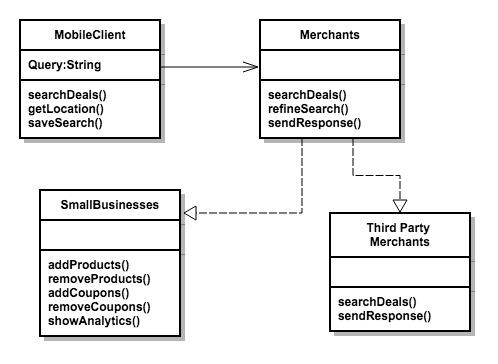 MobileClient
Query:String
searchDeals()
getLocation()
saveSearch()
Merchants
searchDeals()
refineSearch()
sendResponse()
SmallBusinesses
addProducts()
removeProducts()
addCoupons()
removeCoupons()
showAnalytics()
Third Party
Merchants
searchDeals()
sendResponse()